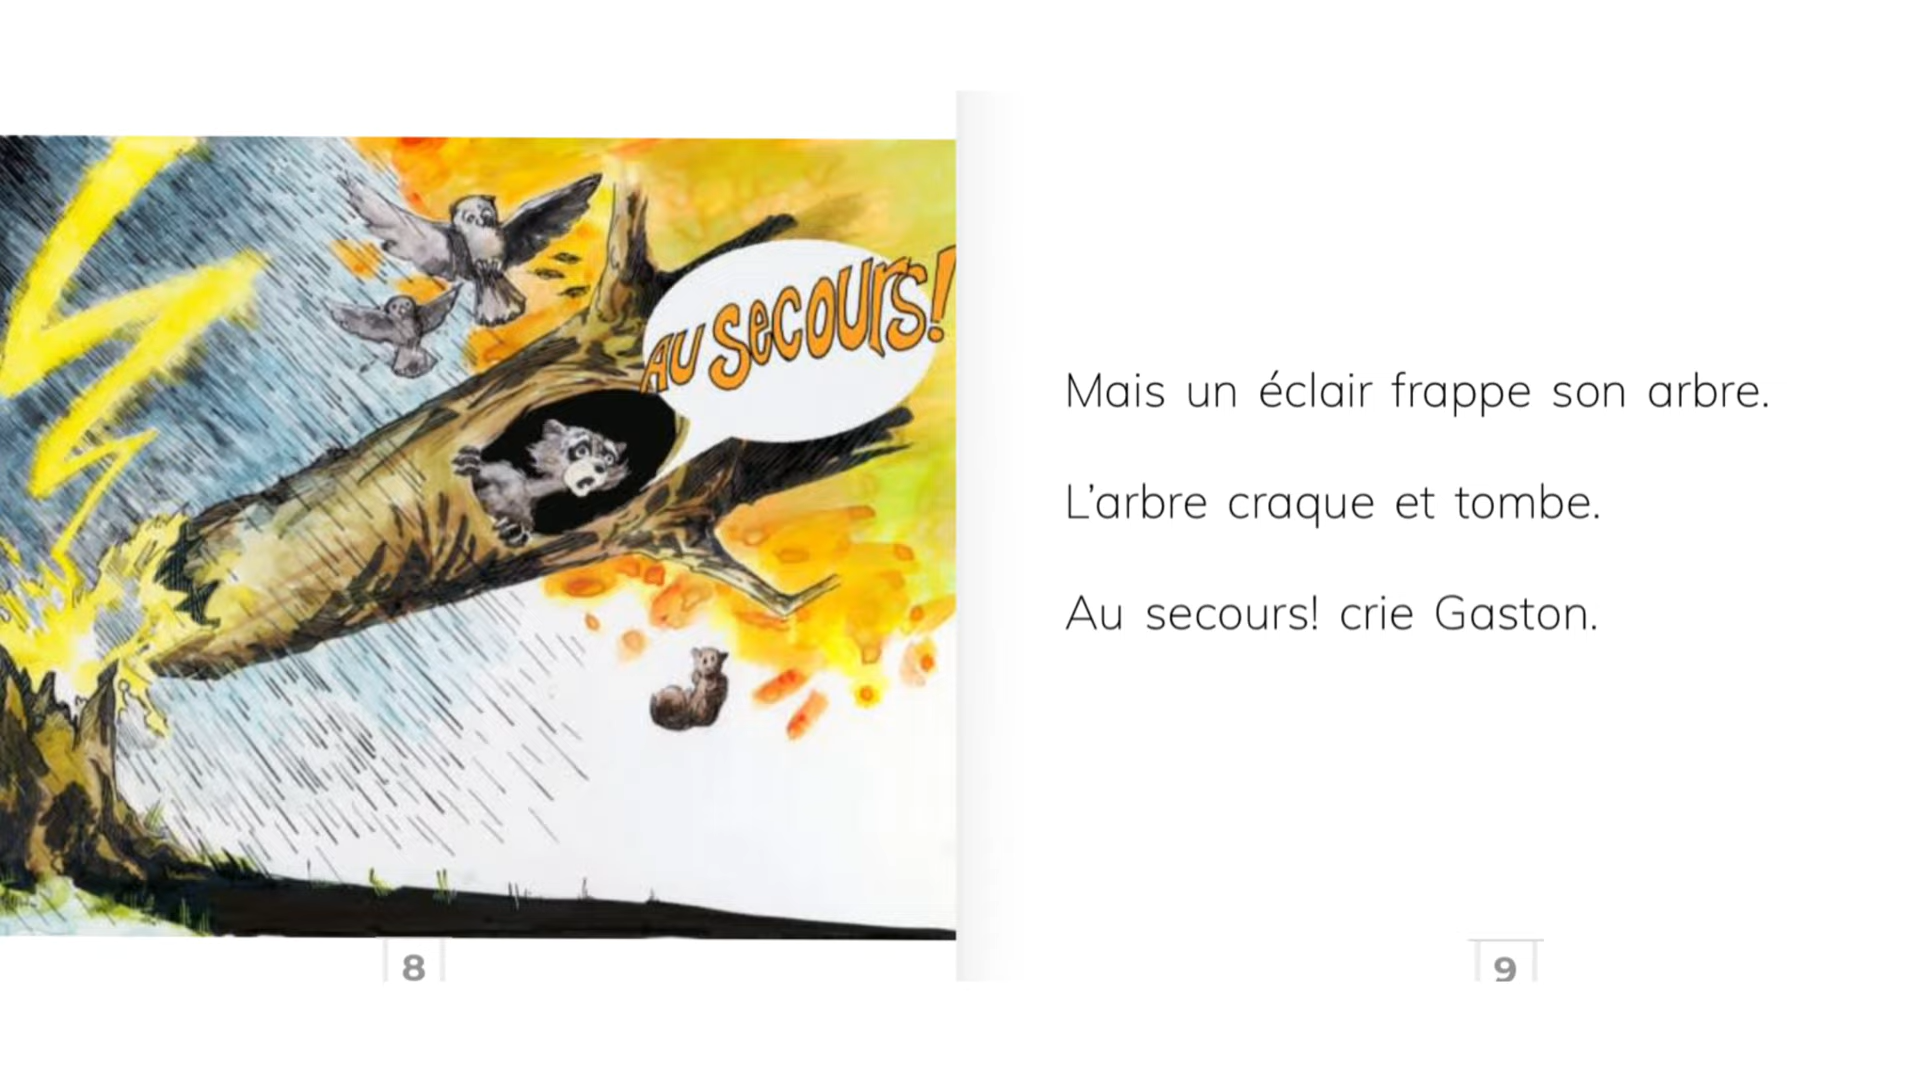 AU SECOURS!
8
Mais un éclair frappe son arbre.
L'arbre craque et tombe.
Au secours! crie Gaston.
9